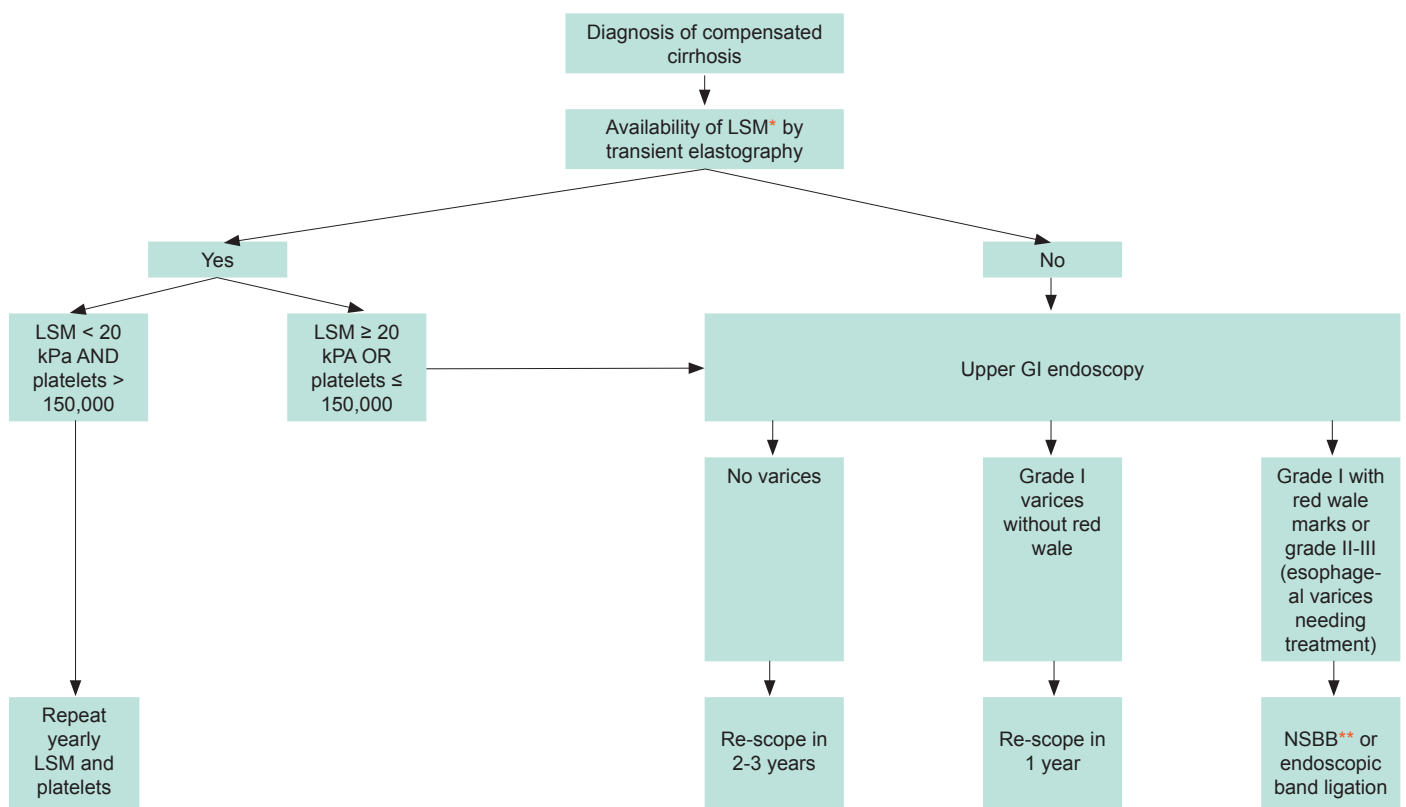 Diagnosis of compensated
cirrhosis
Availability of LSM* by
transient elastography
Yes
No
LSM < 20
kPa AND
platelets >
150,000
LSM ≥ 20
kPA OR
platelets ≤
150,000
Upper GI endoscopy
No varices
Grade I
varices
without red
wale
Grade I with
red wale
marks or
grade II-III
(esophage-
al varices
needing
treatment)
Repeat
yearly
LSM and
platelets
Re-scope in
2-3 years
Re-scope in
1 year
NSBB** or
endoscopic
band ligation